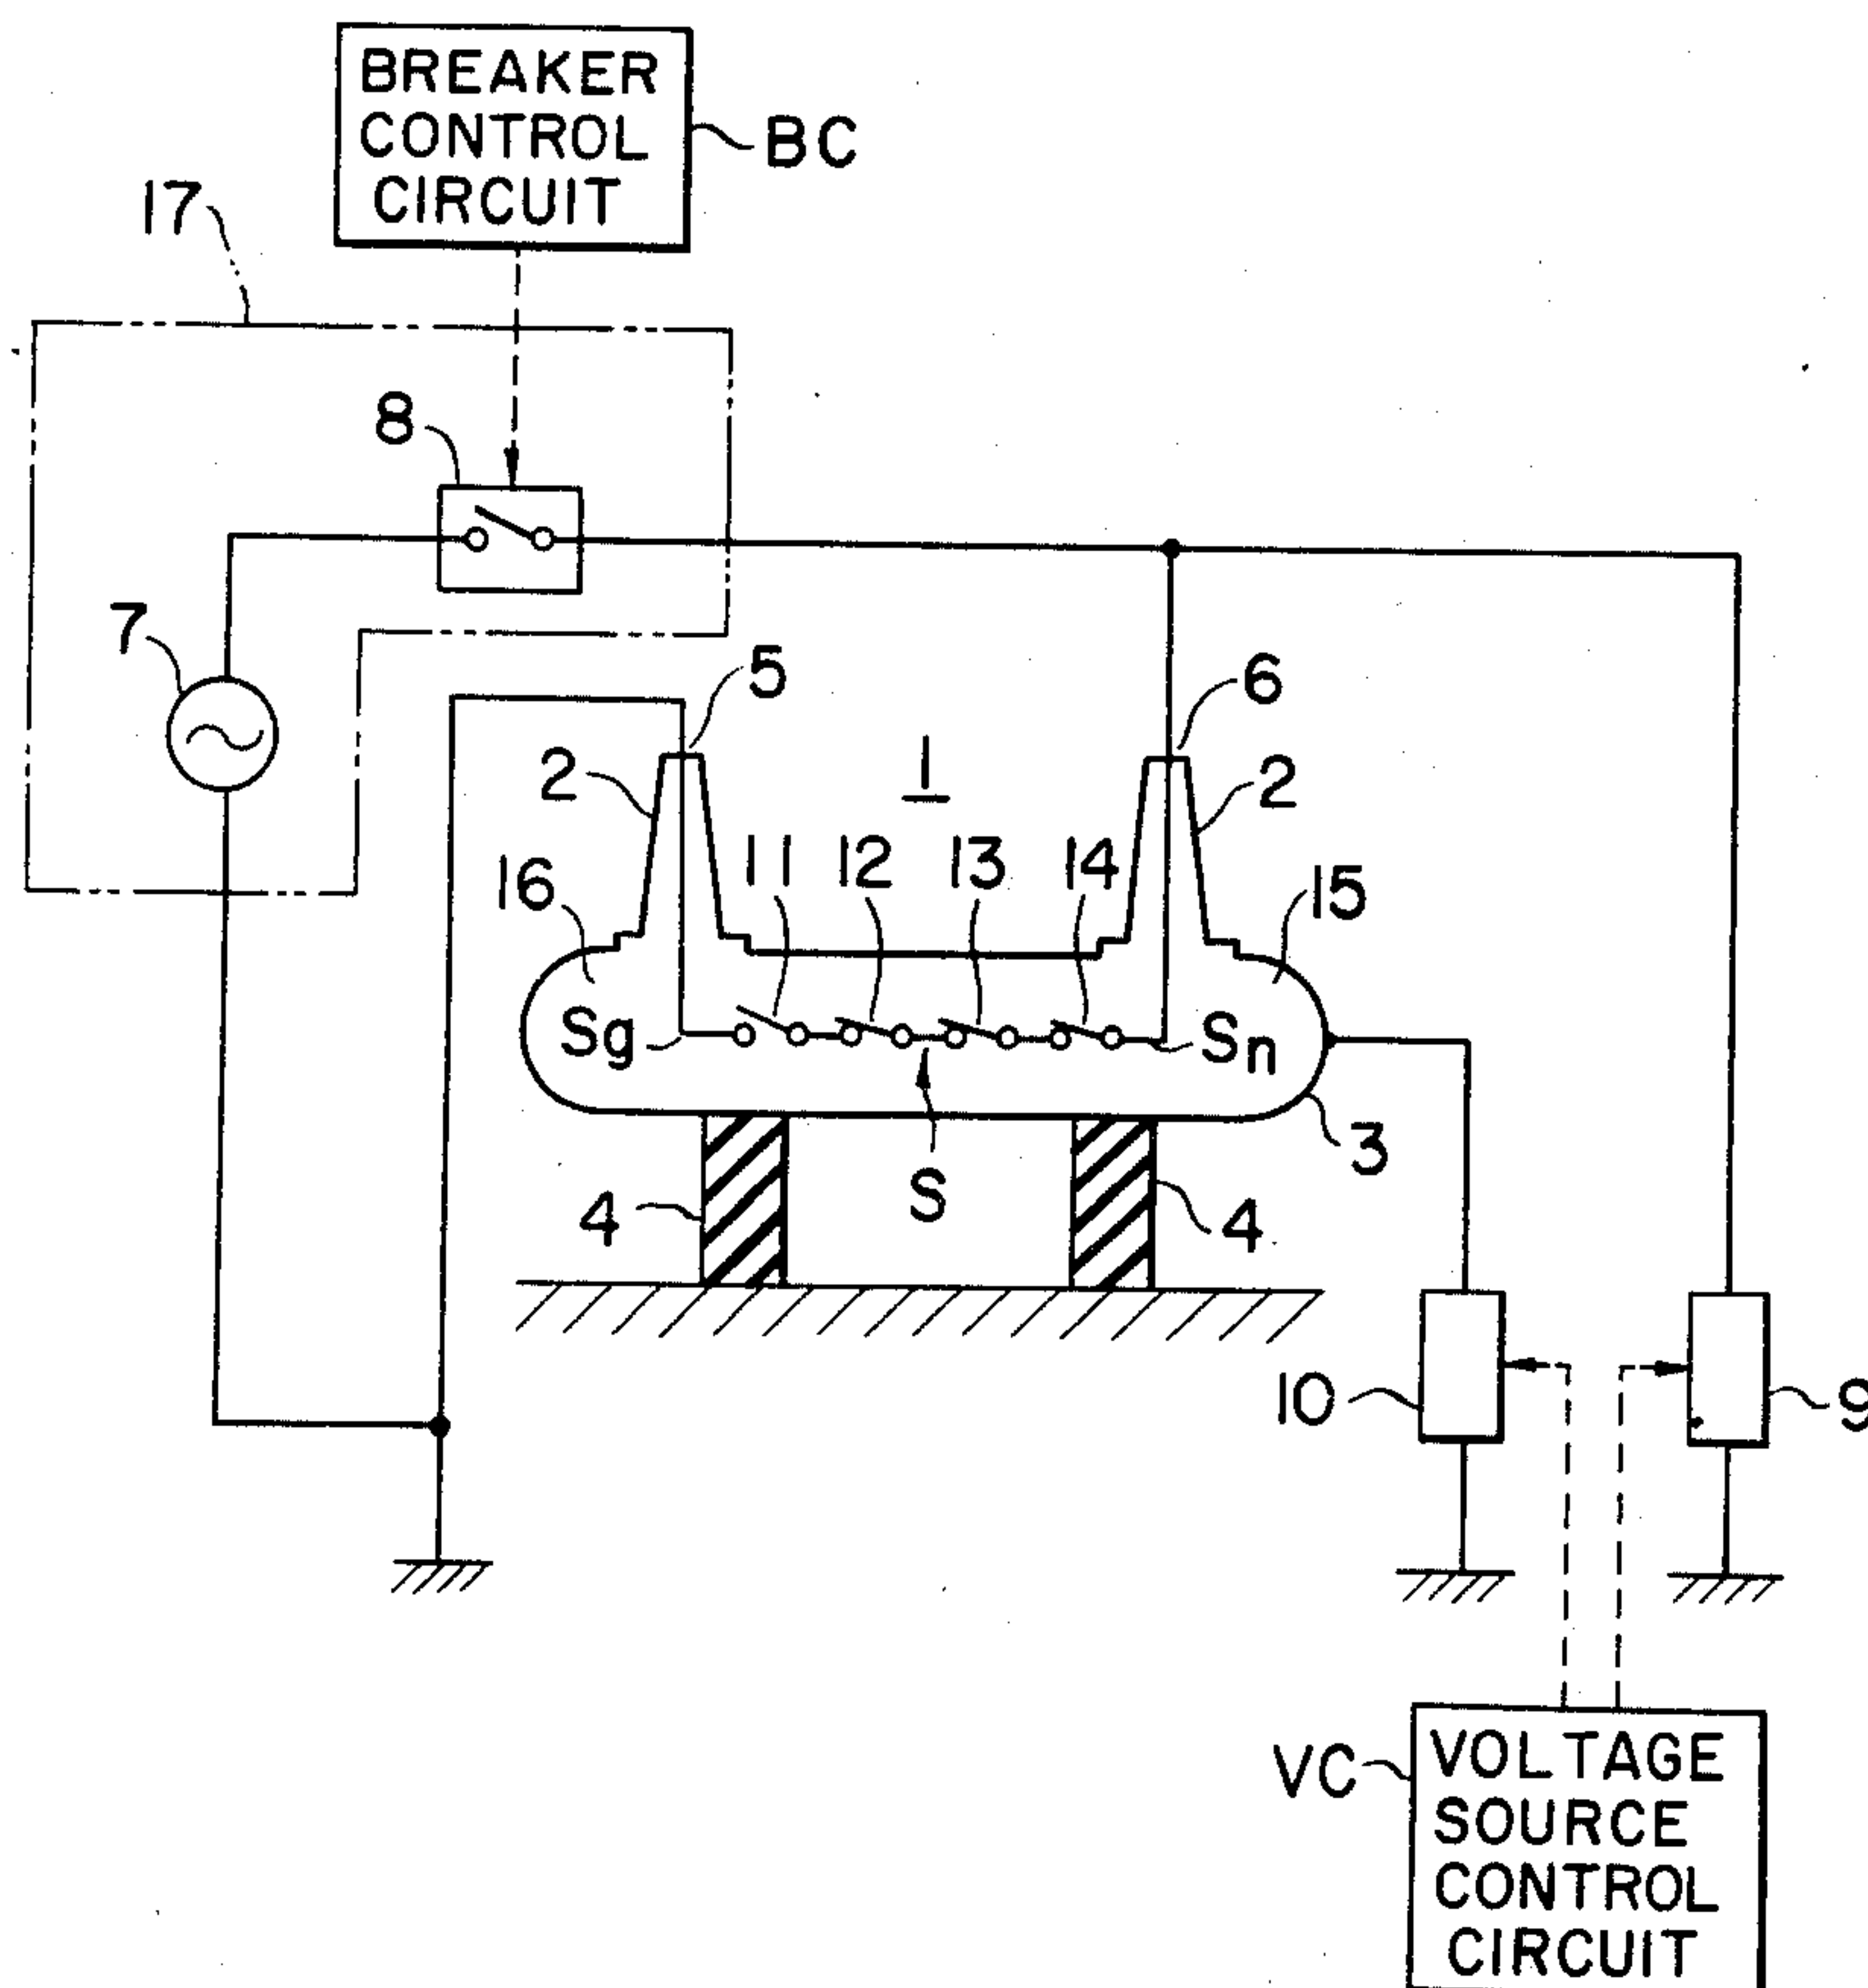 BREAKER
CONTROL
CIRCUIT
BC
17
8
7
5
6
2
1
2
11
12
13
14
16
15
Sg
Sn
3
S
4
4
10
9
VC
VOLTAGE
SOURCE
CONTROL
CIRCUIT